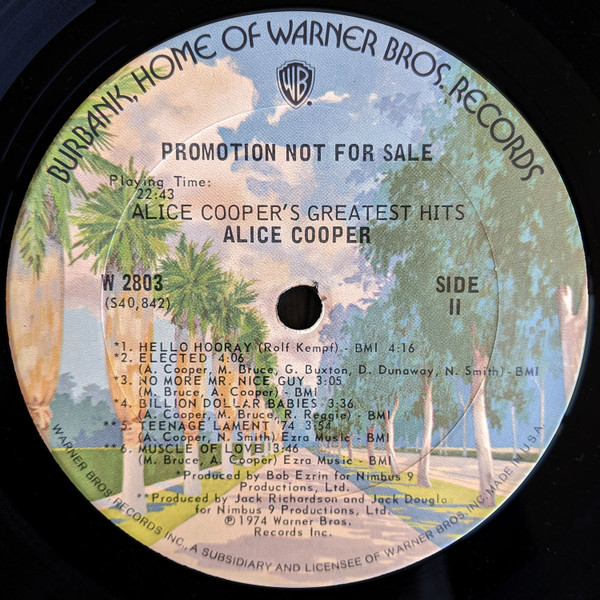 BURBANK, HOME OF WARNER BROS. RECORDS
WB
PROMOTION NOT FOR SALE
Playing Time:
22:43
ALICE COOPER'S GREATEST HITS
ALICE COOPER
W 2803
(S40,842)
SIDE
II
*1. HELLO HOORAY (Rolf Kempf) - BMI 4:16
*2. ELECTED 4:06
(A. Cooper, M. Bruce, G. Buxton, D. Dunaway, N. Smith) - BMI
*3. NO MORE MR. NICE GUY 3:05
(M. Bruce, A. Cooper) - BMI
*4. BILLION DOLLAR BABIES 3:36
(A. Cooper, M. Bruce, R. Reggie) - BMI
**5. TEENAGE LAMENT '74 3:54
(A. Cooper, N. Smith) Ezra Music - BMI
**6. MUSCLE OF LOVE 3:46
(M. Bruce, A. Cooper) Ezra Music - BMI
*Produced by Bob Ezrin for Nimbus 9
Productions, Ltd.
**Produced by Jack Richardson and Jack Douglas
for Nimbus 9 Productions, Ltd.
℗ 1974 Warner Bros.
Records Inc.
WARNER BROS. RECORDS INC., A SUBSIDIARY AND LICENSEE OF WARNER BROS. INC. MADE IN U.S.A.